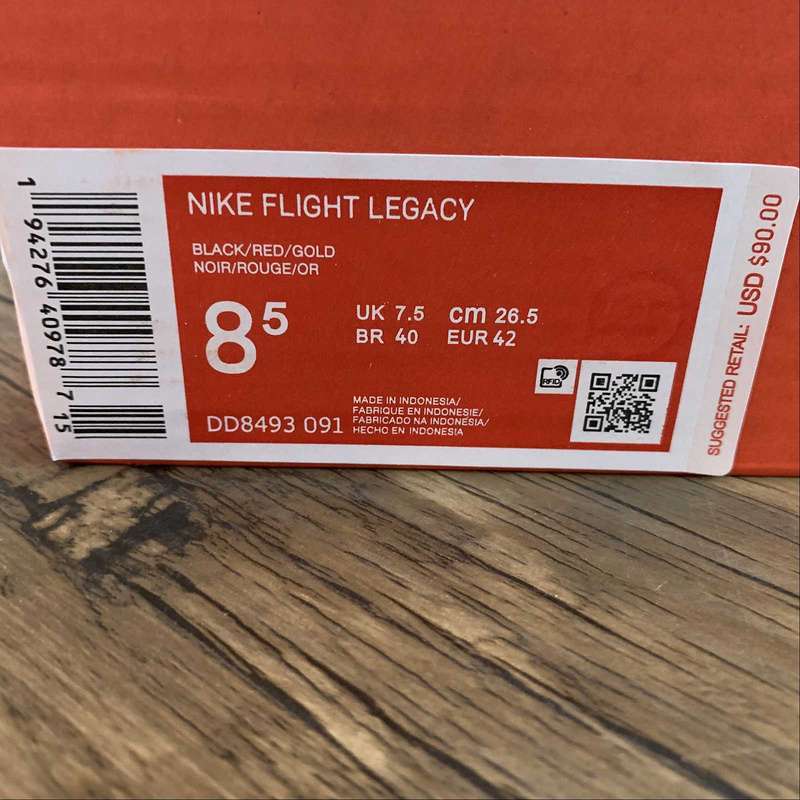 1 94276 40978 7 15
NIKE FLIGHT LEGACY
BLACK/RED/GOLD
NOIR/ROUGE/OR
8⁵
UK 7.5 cm 26.5
BR 40 EUR 42
RFID
DD8493 091
MADE IN INDONESIA/
FABRIQUE EN INDONESIE/
FABRICADO NA INDONESIA/
HECHO EN INDONESIA
SUGGESTED RETAIL: USD $90.00